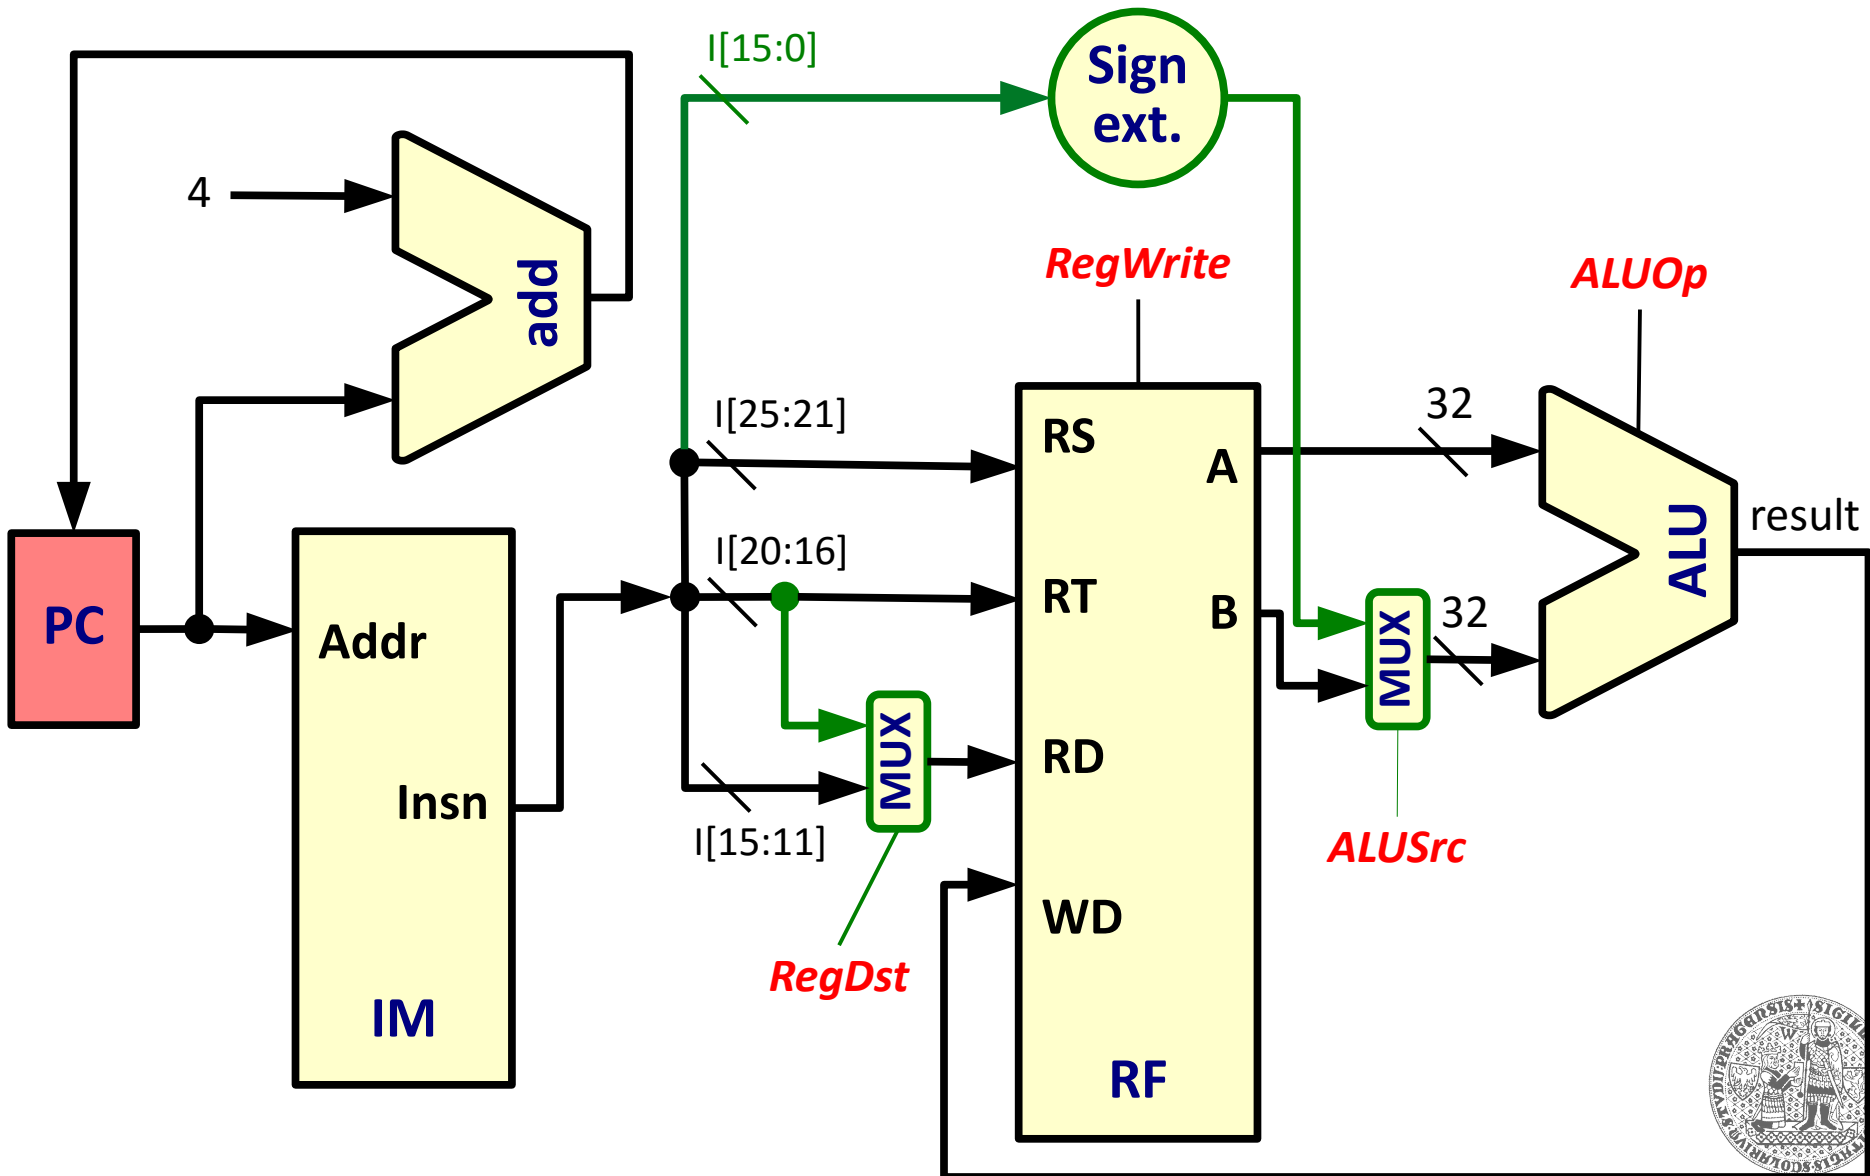 I[15:0]
Sign
ext.
4
add
RegWrite
ALUOp
I[25:21]
RS
A
32
ALU
result
PC
Addr
I[20:16]
RT
B
MUX
32
Insn
MUX
RD
I[15:11]
ALUSrc
WD
RegDst
IM
RF